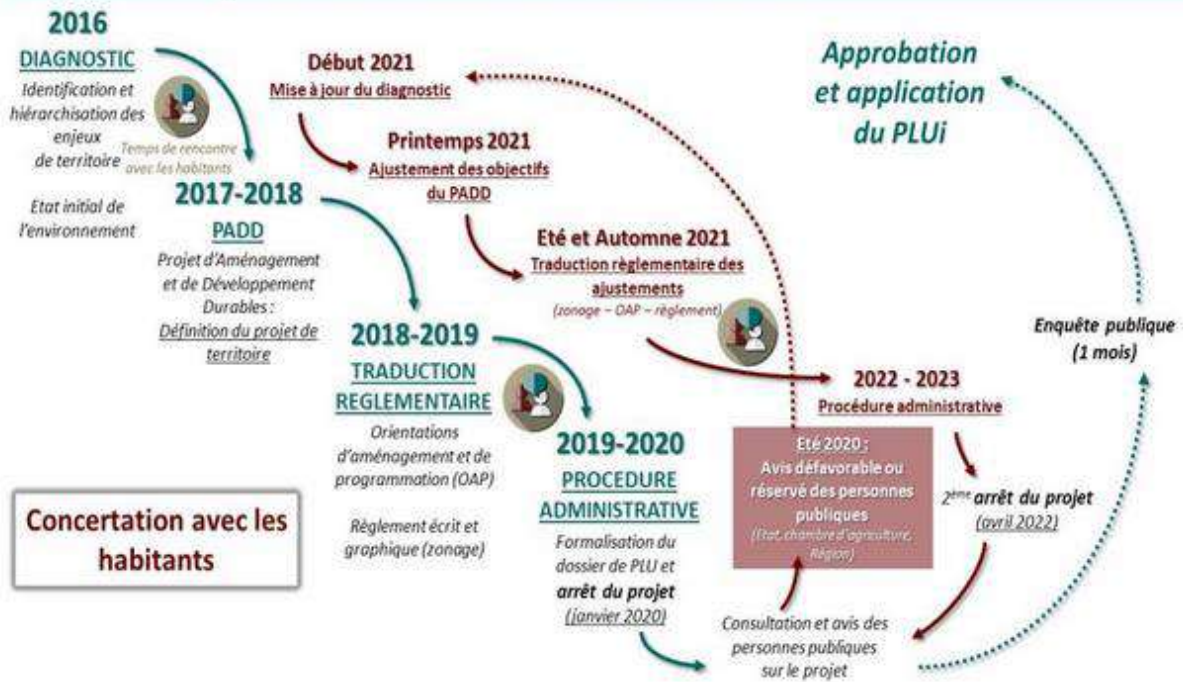 2016
DIAGNOSTIC
Identification et
hiérarchisation des
enjeux
de territoire
Etat initial de
l'environnement
Temps de rencontre
avec les habitants
2017-2018
PADD
Projet d'Aménagement
et de Développement
Durables :
Définition du projet de
territoire
2018-2019
TRADUCTION
REGLEMENTAIRE
Orientations
d'aménagement et de
programmation (OAP)
Règlement écrit et
graphique (zonage)
2019-2020
PROCEDURE
ADMINISTRATIVE
Formalisation du
dossier de PLU et
arrêt du projet
(janvier 2020)
Consultation et avis des
personnes publiques
sur le projet
Eté 2020 :
Avis défavorable ou
réservé des personnes
publiques
(Etat, chambre d'agriculture,
Région)
Début 2021
Mise à jour du diagnostic
Printemps 2021
Ajustement des objectifs
du PADD
Eté et Automne 2021
Traduction règlementaire des
ajustements
(zonage – OAP – règlement)
2022 - 2023
Procédure administrative
2ème arrêt du projet
(avril 2022)
Enquête publique
(1 mois)
Approbation
et application
du PLUi
Concertation avec les
habitants